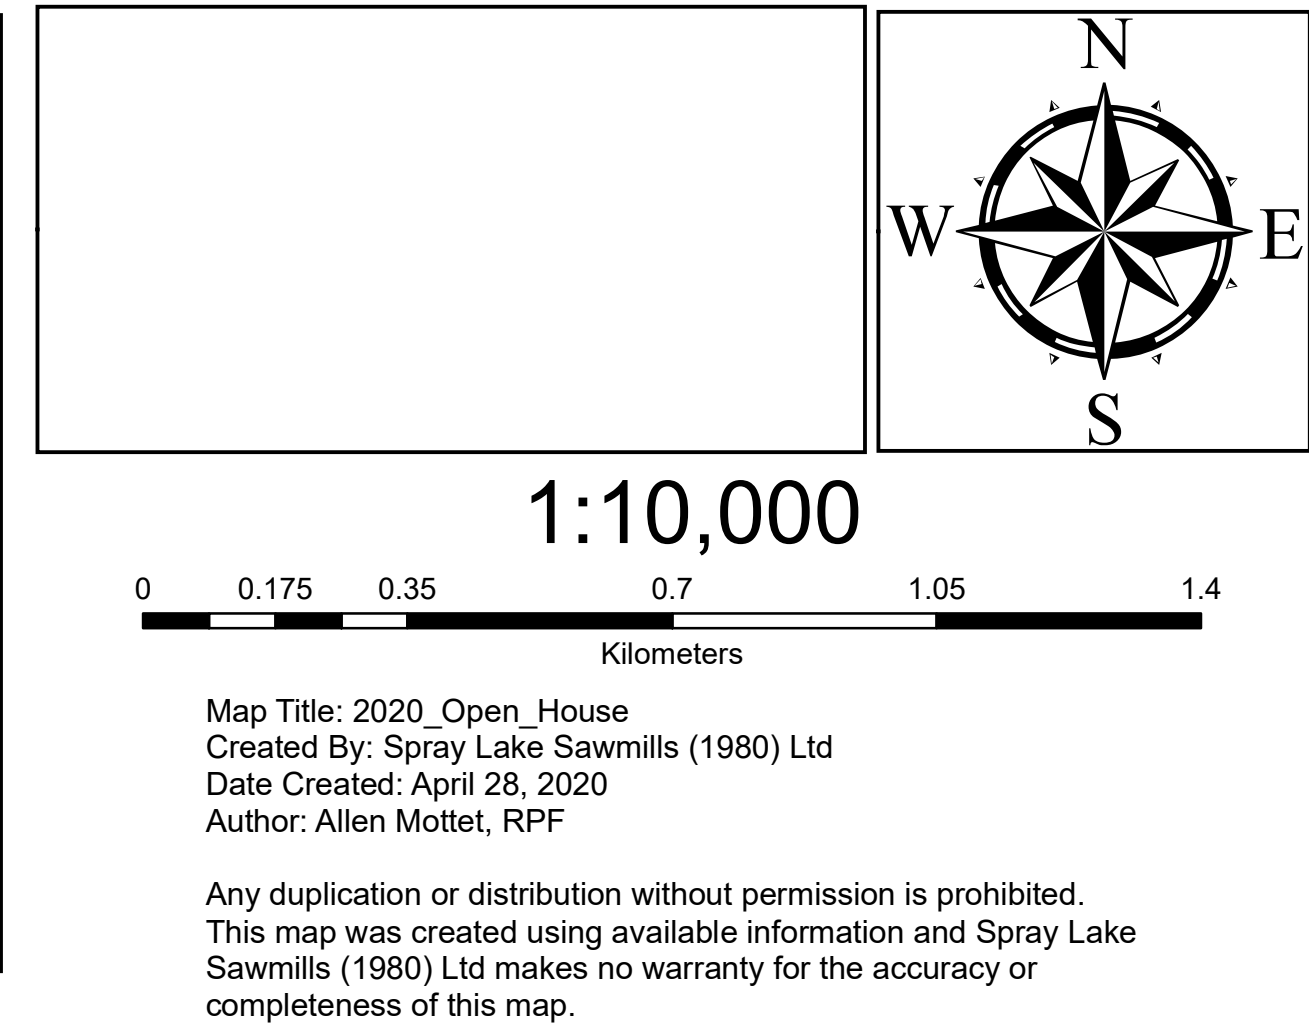 N
W E
S
1:10,000
0 0.175 0.35 0.7 1.05 1.4
Kilometers
Map Title: 2020_Open_House
Created By: Spray Lake Sawmills (1980) Ltd
Date Created: April 28, 2020
Author: Allen Mottet, RPF
Any duplication or distribution without permission is prohibited.
This map was created using available information and Spray Lake
Sawmills (1980) Ltd makes no warranty for the accuracy or
completeness of this map.